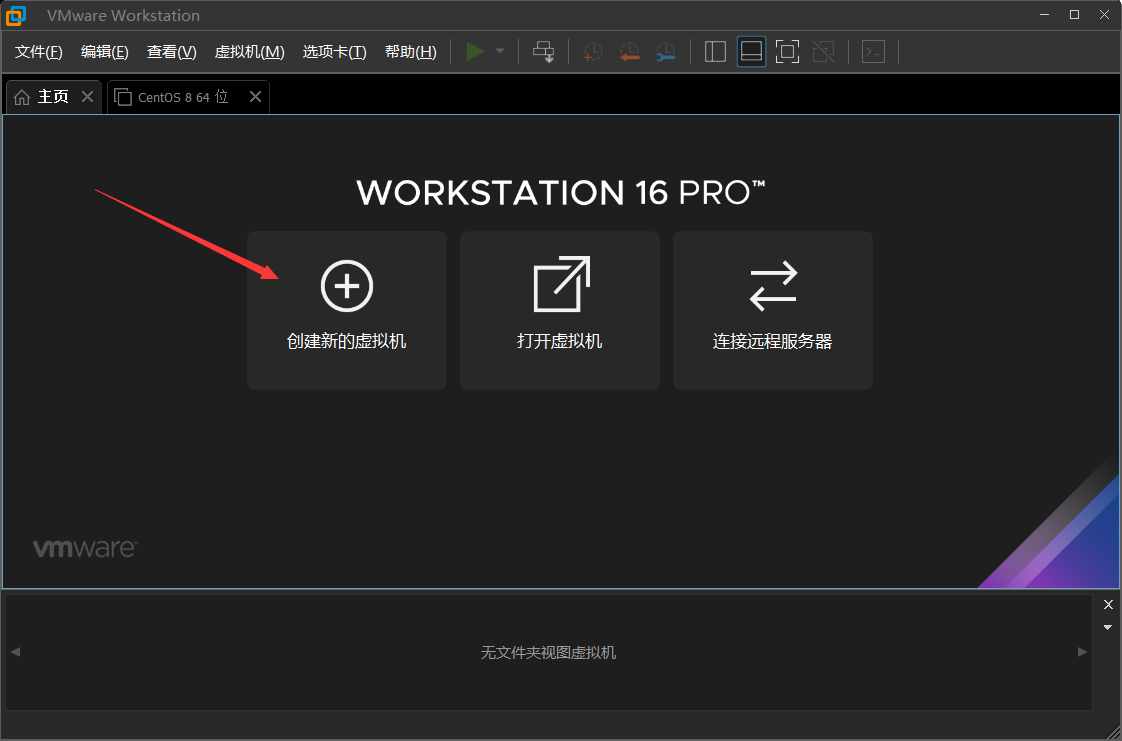 VMware Workstation
文件(F) 编辑(E) 查看(V) 虚拟机(M) 选项卡(T) 帮助(H)
主页 CentOS 8 64 位
WORKSTATION 16 PRO™
创建新的虚拟机 打开虚拟机 连接远程服务器
vmware
无文件夹视图虚拟机